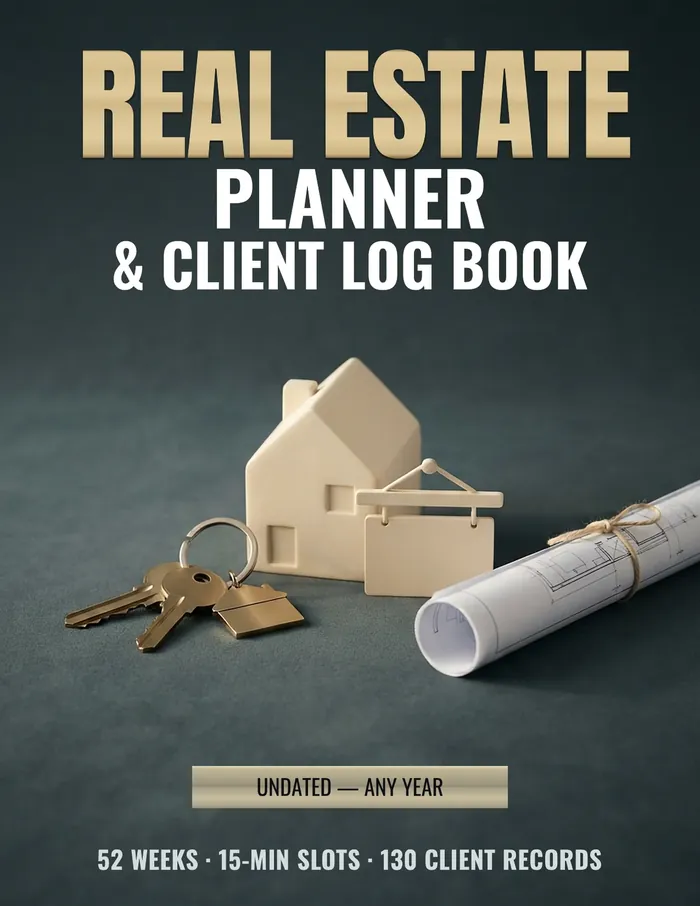 REAL ESTATE
PLANNER
& CLIENT LOG BOOK
UNDATED — ANY YEAR
52 WEEKS · 15-MIN SLOTS · 130 CLIENT RECORDS